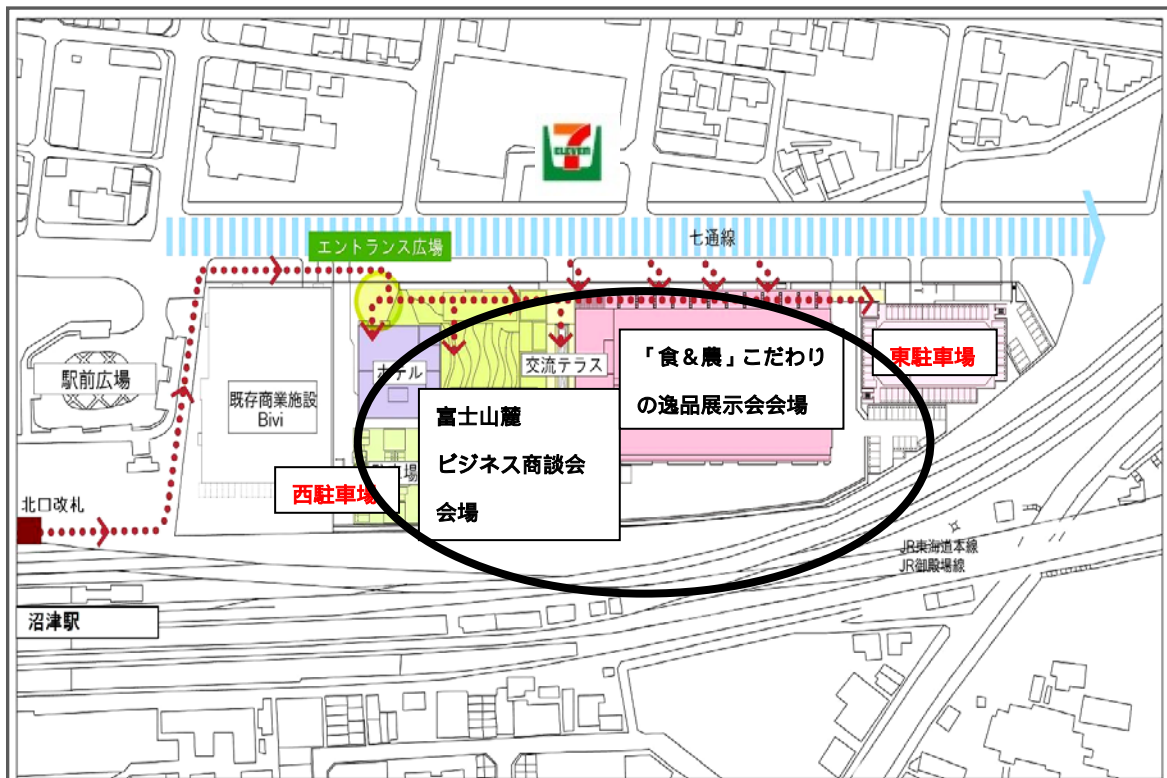 7
ELEVEN
七通線
エントランス広場
駅前広場
既存商業施設
Bivi
ホテル
交流テラス
「食＆農」こだわり
の逸品展示会会場
東駐車場
富士山麓
ビジネス商談会
会場
西駐車場
場
北口改札
JR東海道本線
JR御殿場線
沼津駅